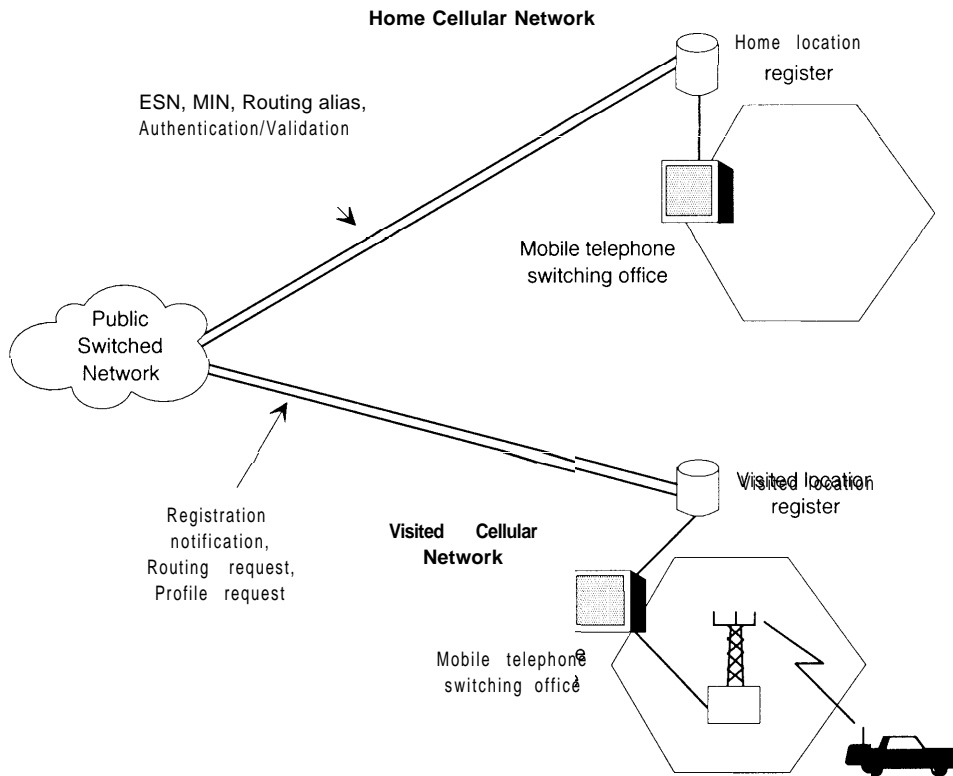 Home Cellular Network
Home location
register
ESN, MIN, Routing alias,
Authentication/Validation
Mobile telephone
switching office
Public
Switched
Network
Visited location
register
Registration
notification,
Routing request,
Profile request
Visited Cellular
Network
Mobile telephone
switching office